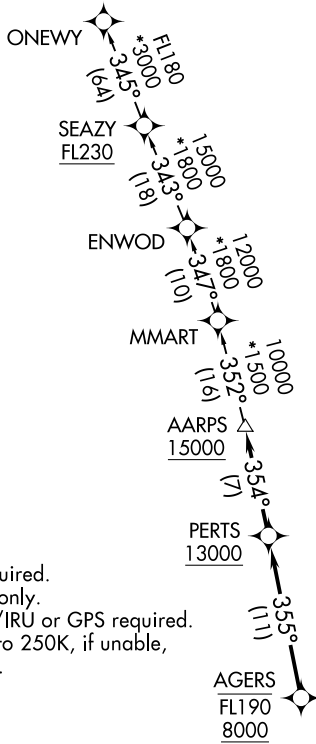 ONEWY
FL180
*3000
345°
(64)
SEAZY
FL230
15000
*1800
343°
(18)
ENWOD
12000
*1800
347°
(10)
MMART
10000
*1500
352°
(16)
AARPS
15000
354°
(7)
PERTS
13000
uired.
only.
/IRU or GPS required.
to 250K, if unable,
355°
(11)
AGERS
FL190
8000